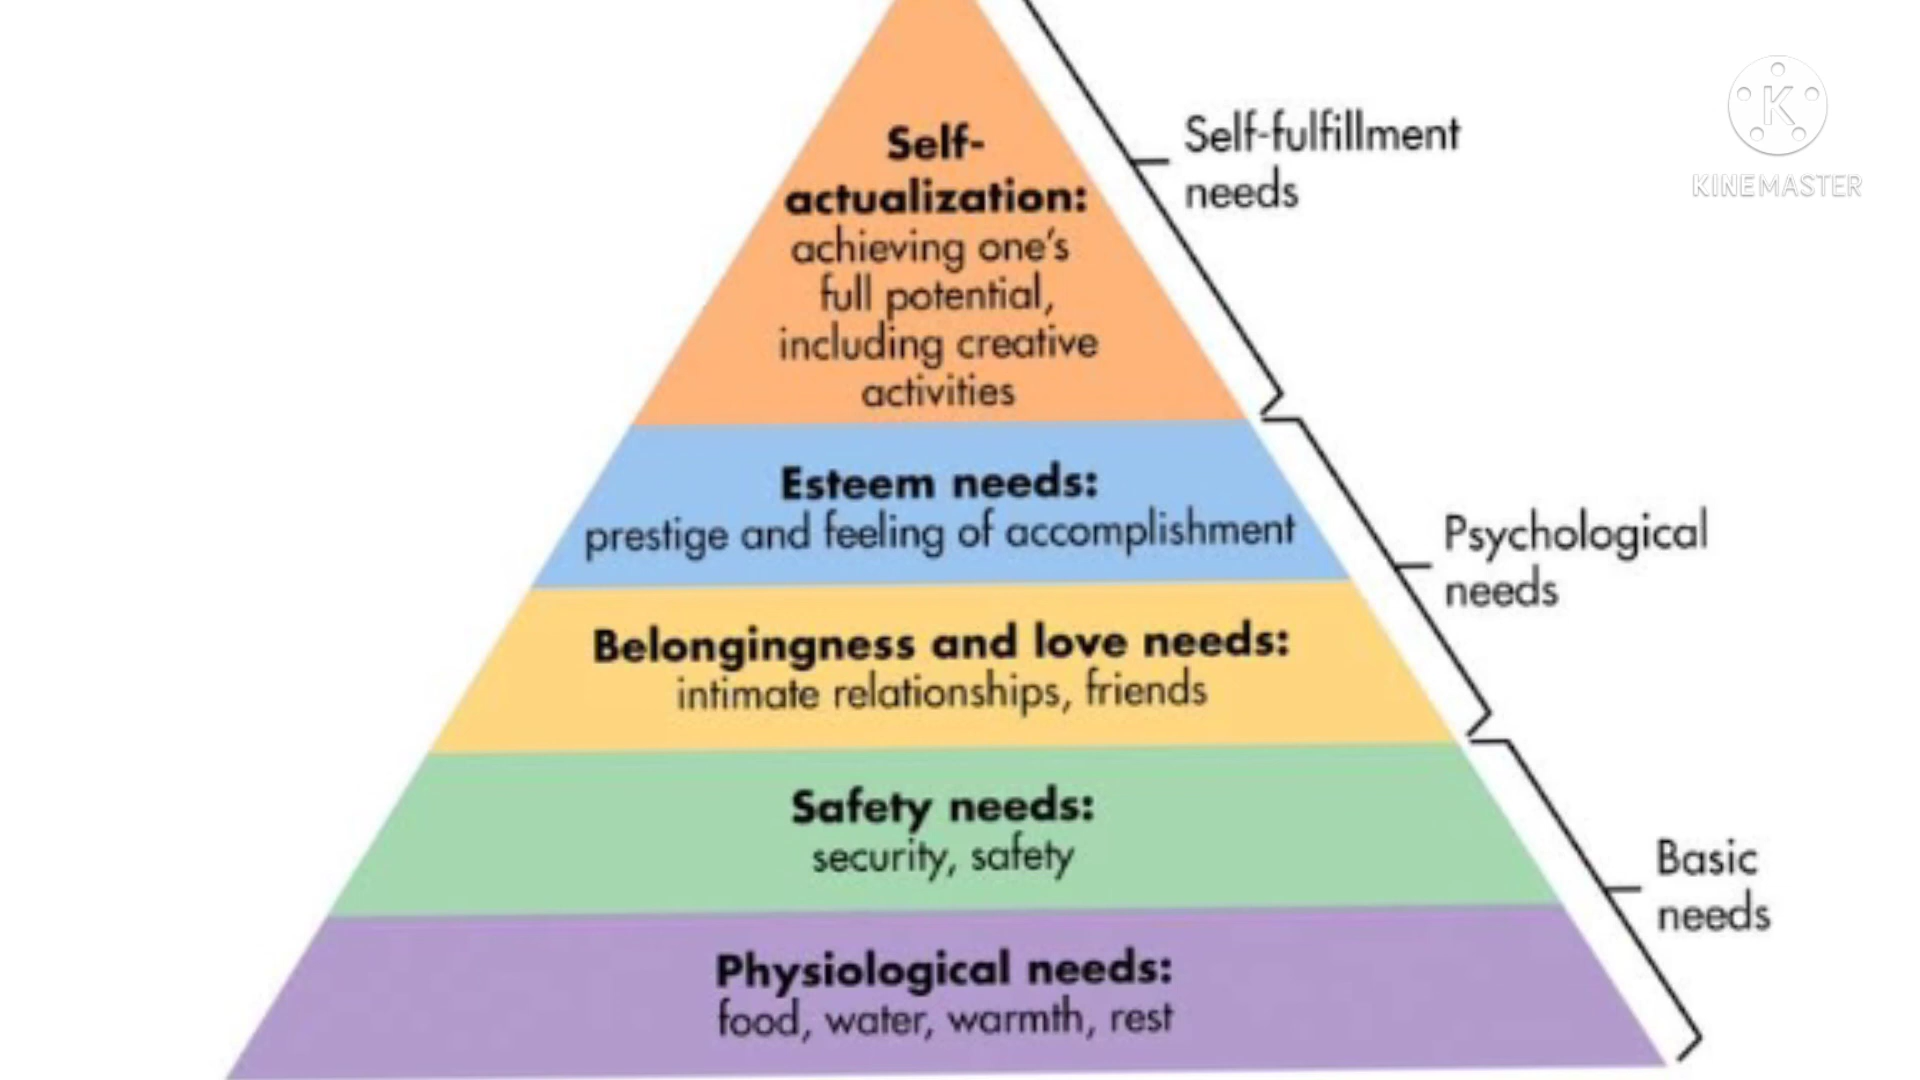 Self-
actualization:
achieving one's
full potential,
including creative
activities
Self-fulfillment
needs
KINEMASTER
Esteem needs:
prestige and feeling of accomplishment
Psychological
needs
Belongingness and love needs:
intimate relationships, friends
Safety needs:
security, safety
Basic
needs
Physiological needs:
food, water, warmth, rest